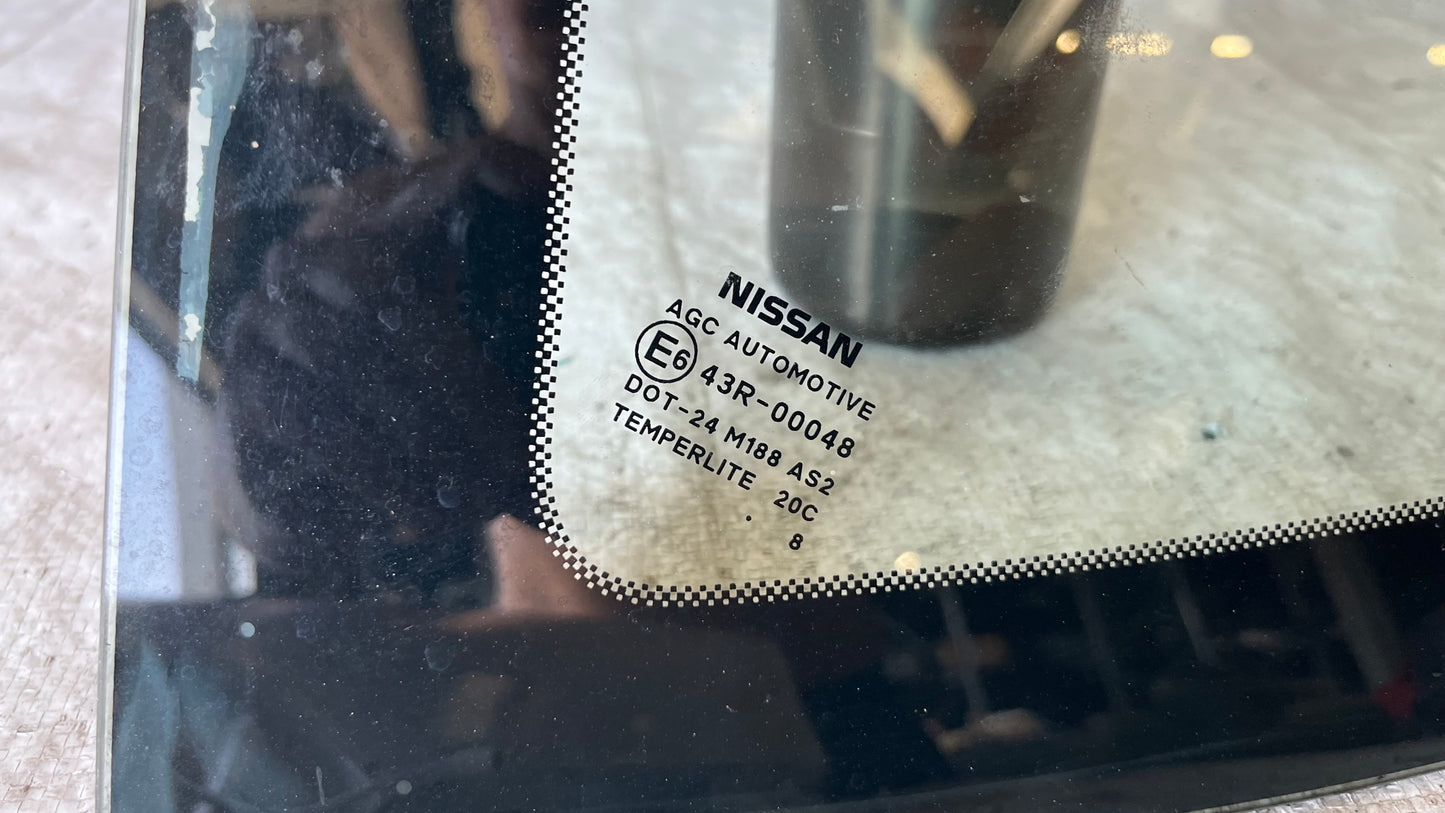 NISSAN
AGC AUTOMOTIVE
E6 43R-00048
DOT-24 M188 AS2
TEMPERLITE 20C
. 8